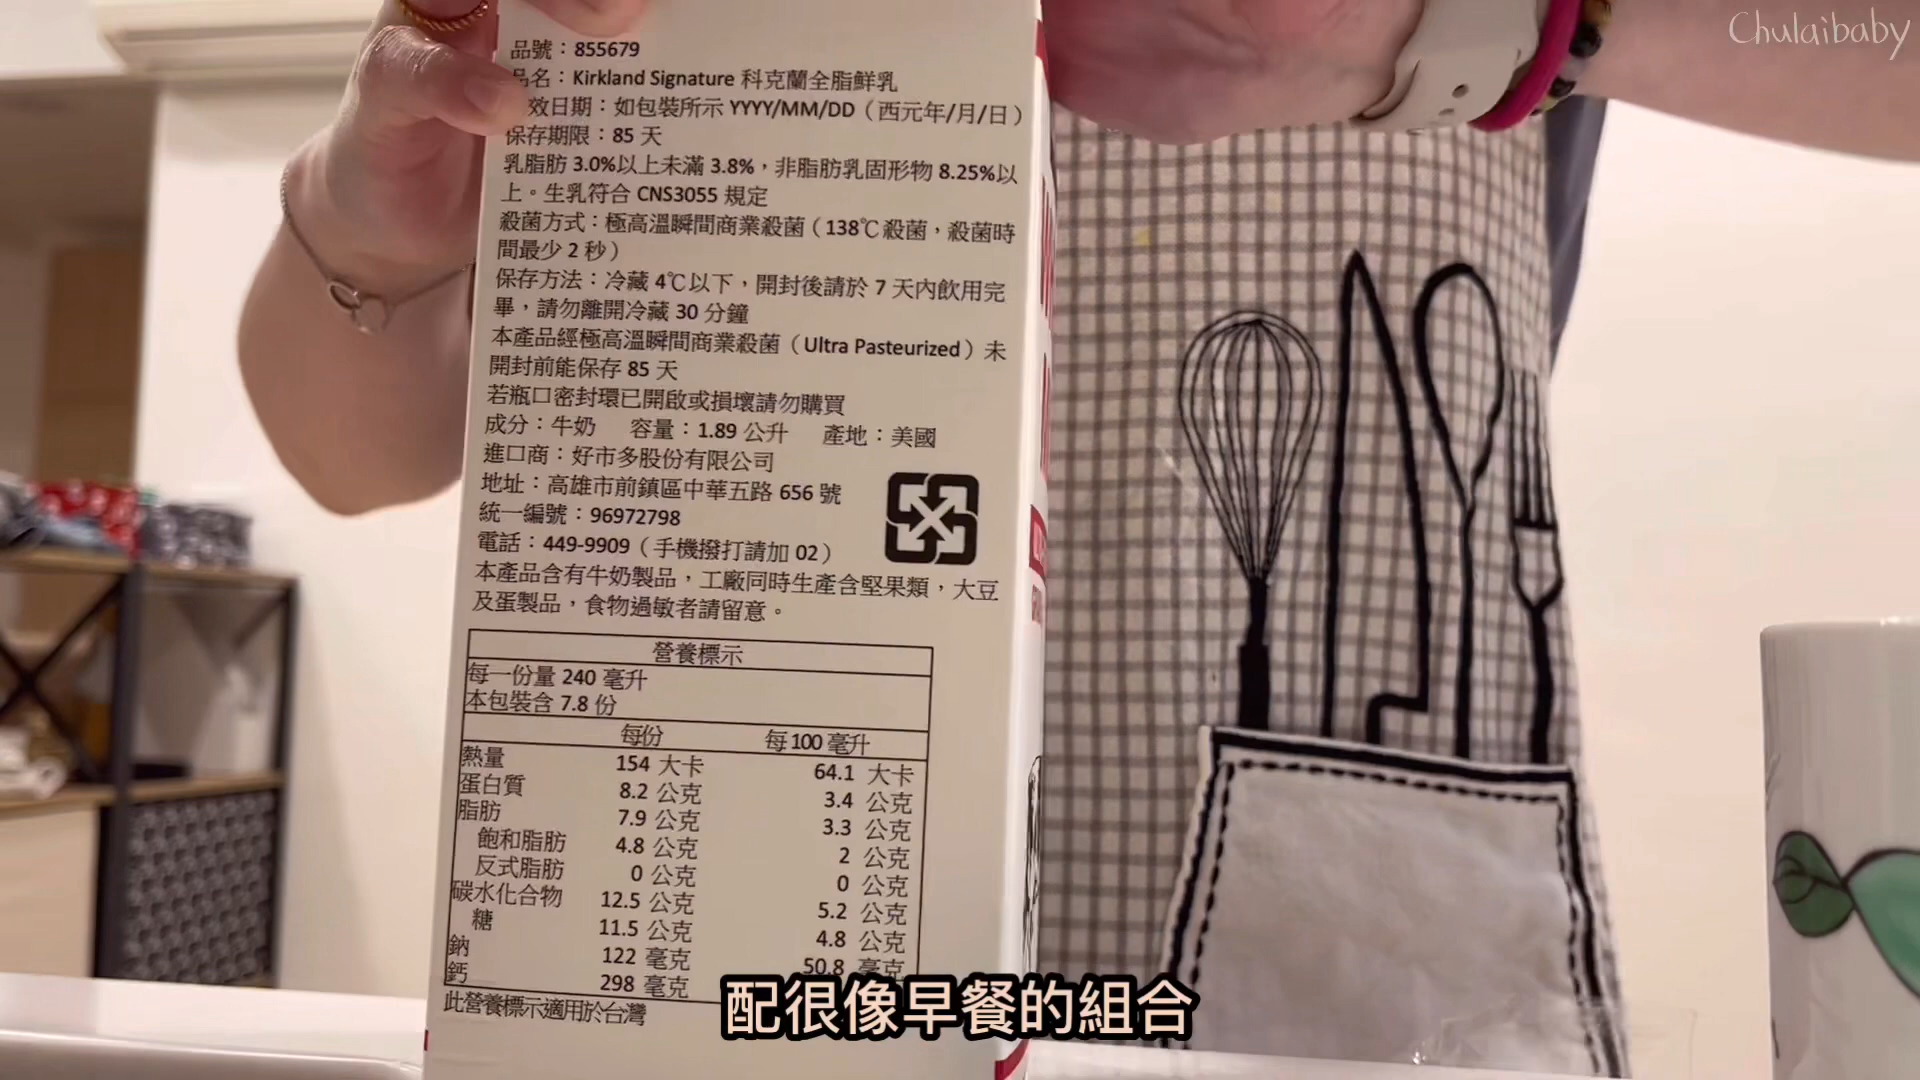 Chulaibaby
品號：855679
品名：Kirkland Signature 科克蘭全脂鮮乳
效日期：如包裝所示 YYYY/MM/DD（西元年/月/日）
保存期限：85 天
乳脂肪 3.0%以上未滿 3.8%，非脂肪乳固形物 8.25%以
上。生乳符合 CNS3055 規定
殺菌方式：極高溫瞬間商業殺菌（138℃殺菌，殺菌時
間最少 2 秒）
保存方法：冷藏 4℃以下，開封後請於 7 天內飲用完
畢，請勿離開冷藏 30 分鐘
本產品經極高溫瞬間商業殺菌（Ultra Pasteurized）未
開封前能保存 85 天
若瓶口密封環已開啟或損壞請勿購買
成分：牛奶 容量：1.89 公升 產地：美國
進口商：好市多股份有限公司
地址：高雄市前鎮區中華五路 656 號
統一編號：96972798
電話：449-9909（手機撥打請加 02）
本產品含有牛奶製品，工廠同時生產含堅果類，大豆
及蛋製品，食物過敏者請留意。
營養標示
每一份量 240 毫升
本包裝含 7.8 份
每份 每 100 毫升
熱量 154 大卡 64.1 大卡
蛋白質 8.2 公克 3.4 公克
脂肪 7.9 公克 3.3 公克
飽和脂肪 4.8 公克 2 公克
反式脂肪 0 公克 0 公克
碳水化合物 12.5 公克 5.2 公克
糖 11.5 公克 4.8 公克
鈉 122 毫克 50.8 毫克
鈣 298 毫克
此營養標示適用於台灣
配很像早餐的組合